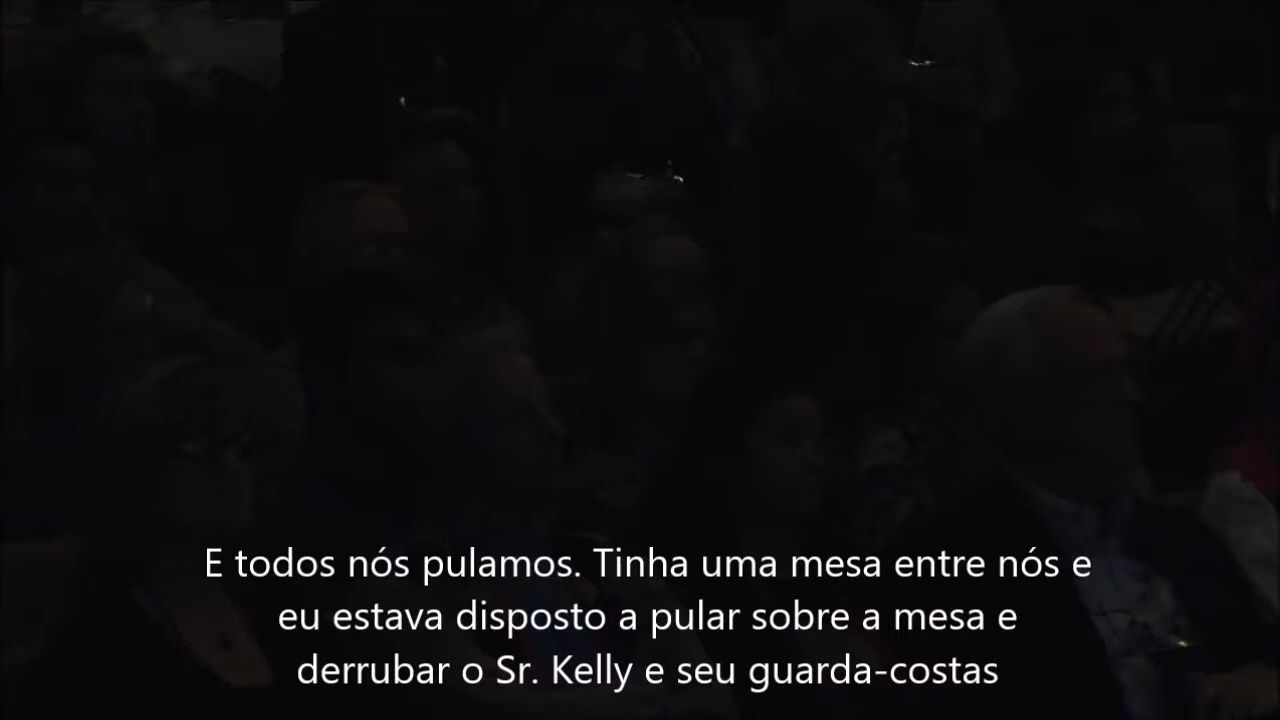 E todos nós pulamos. Tinha uma mesa entre nós e
eu estava disposto a pular sobre a mesa e
derrubar o Sr. Kelly e seu guarda-costas